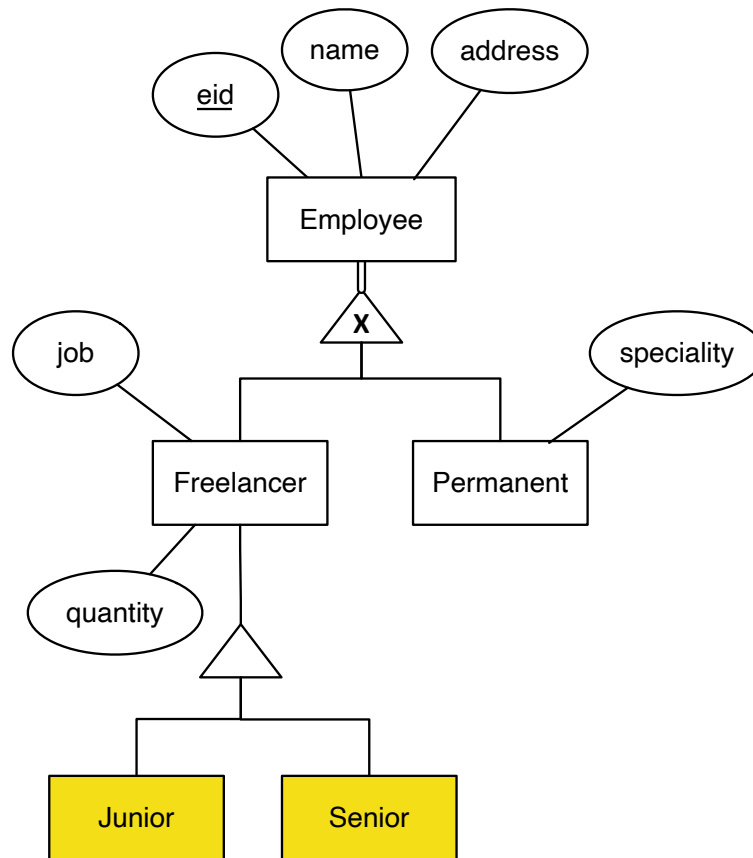 name
address
eid
Employee
X
job
speciality
Freelancer
Permanent
quantity
Junior
Senior